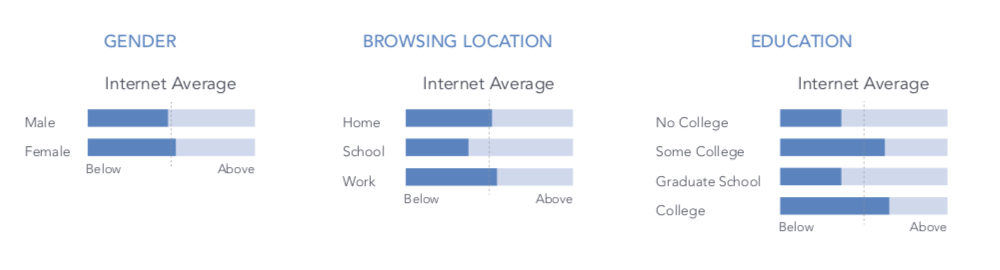 GENDER
Internet Average
Male
Female
Below Above
BROWSING LOCATION
Internet Average
Home
School
Work
Below Above
EDUCATION
Internet Average
No College
Some College
Graduate School
College
Below Above